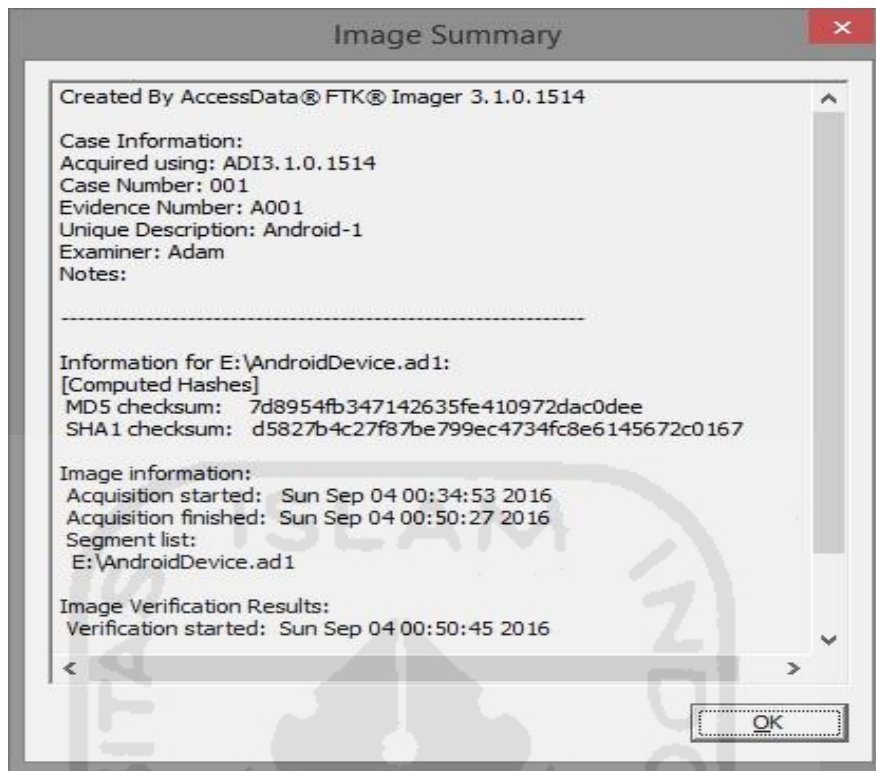 Image Summary
Created By AccessData® FTK® Imager 3.1.0.1514
Case Information:
Acquired using: ADI3.1.0.1514
Case Number: 001
Evidence Number: A001
Unique Description: Android-1
Examiner: Adam
Notes:
--------------------------------------------------------------
Information for E:\AndroidDevice.ad1:
[Computed Hashes]
MD5 checksum: 7d8954fb347142635fe410972dac0dee
SHA1 checksum: d5827b4c27f87be799ec4734fc8e6145672c0167
Image information:
Acquisition started: Sun Sep 04 00:34:53 2016
Acquisition finished: Sun Sep 04 00:50:27 2016
Segment list:
E:\AndroidDevice.ad1
Image Verification Results:
Verification started: Sun Sep 04 00:50:45 2016
OK
ISLAM